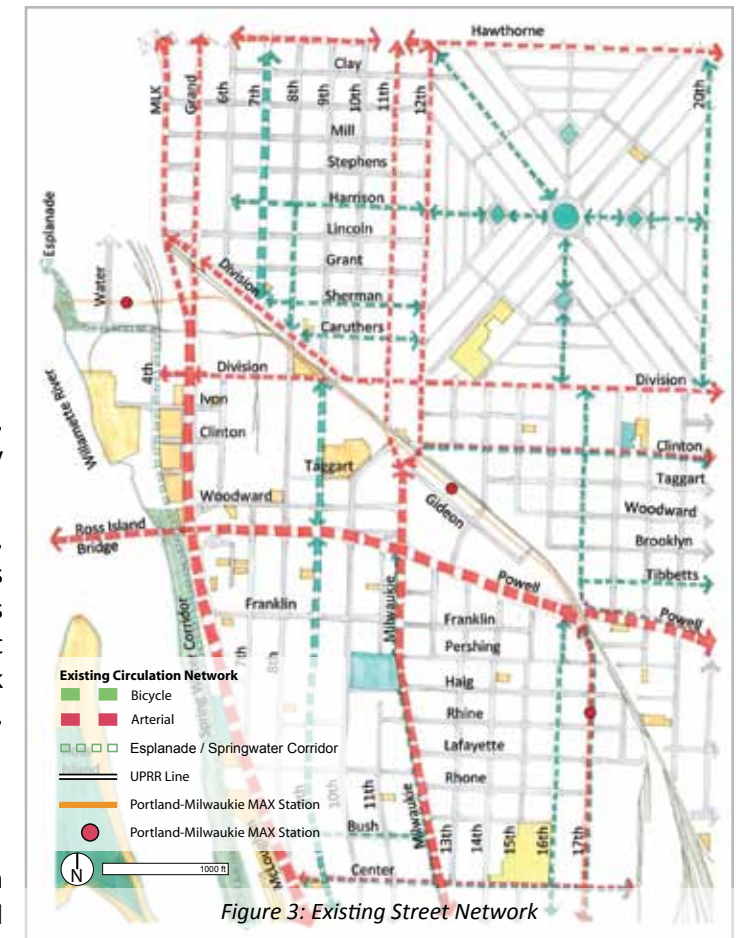 Hawthorne
Clay
MLK
Grand
6th
7th
8th
9th
10th
11th
12th
20th
Mill
Stephens
Harrison
Lincoln
Grant
Esplanade
Water
Division
Sherman
Caruthers
4th
Division
Division
Ivon
Clinton
Clinton
Willamette River
Taggart
Taggart
Woodward
Gideon
Woodward
Ross Island
Bridge
Brooklyn
Powell
Tibbetts
Powell
Franklin
Milwaukie
Franklin
Corridor
7th
8th
Pershing
Haig
Rhine
Lafayette
Rhone
10th
11th
Milwaukie
13th
14th
15th
16th
17th
Bush
Center
Existing Circulation Network
Bicycle
Arterial
Esplanade / Springwater Corridor
UPRR Line
Portland-Milwaukie MAX Station
Portland-Milwaukie MAX Station
N
1000 ft
Figure 3: Existing Street Network